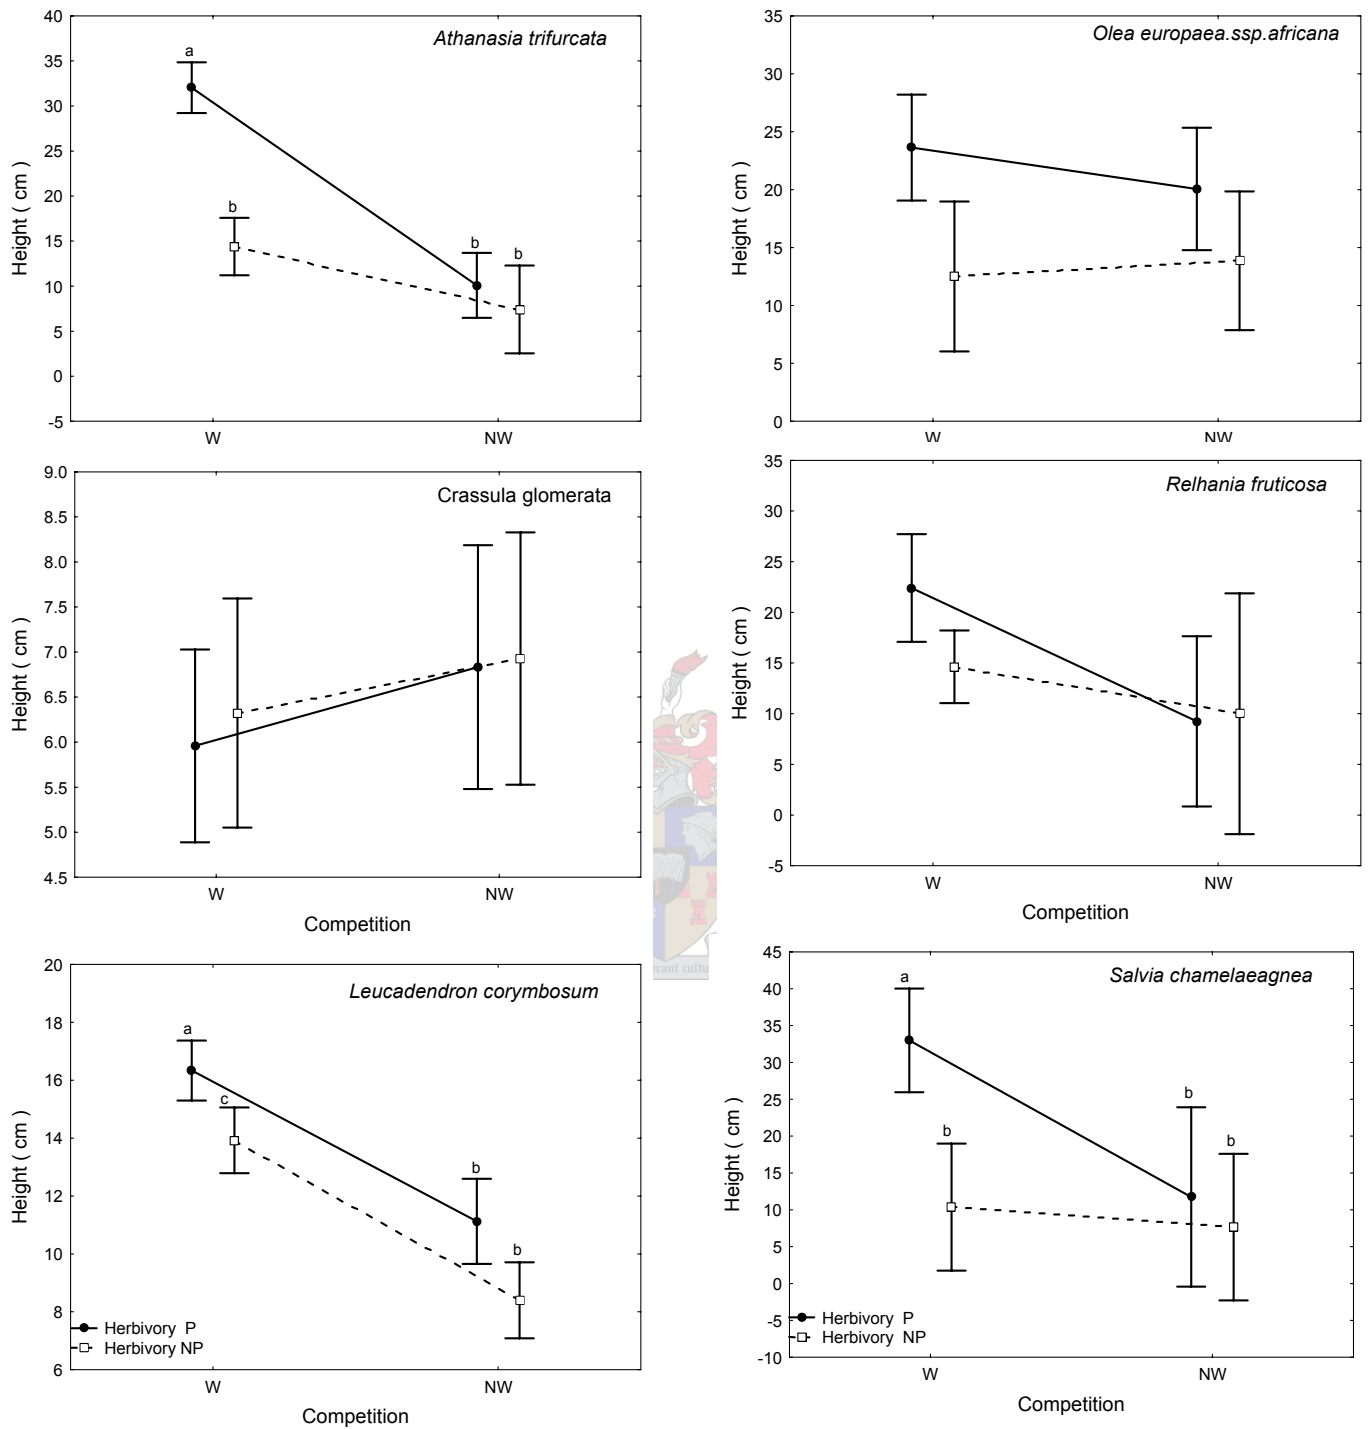 Athanasia trifurcata
Height ( cm )
40
35
30
25
20
15
10
5
0
-5
a
b
b
b
W
NW
Olea europaea.ssp.africana
Height ( cm )
35
30
25
20
15
10
5
0
W
NW
Crassula glomerata
Height ( cm )
9.0
8.5
8.0
7.5
7.0
6.5
6.0
5.5
5.0
4.5
W
NW
Competition
Relhania fruticosa
Height ( cm )
35
30
25
20
15
10
5
0
-5
W
NW
Competition
Leucadendron corymbosum
Height ( cm )
20
18
16
14
12
10
8
6
a
c
b
b
Herbivory P
Herbivory NP
W
NW
Competition
Salvia chamelaeagnea
Height ( cm )
45
40
35
30
25
20
15
10
5
0
-5
-10
a
b
b
b
Herbivory P
Herbivory NP
W
NW
Competition